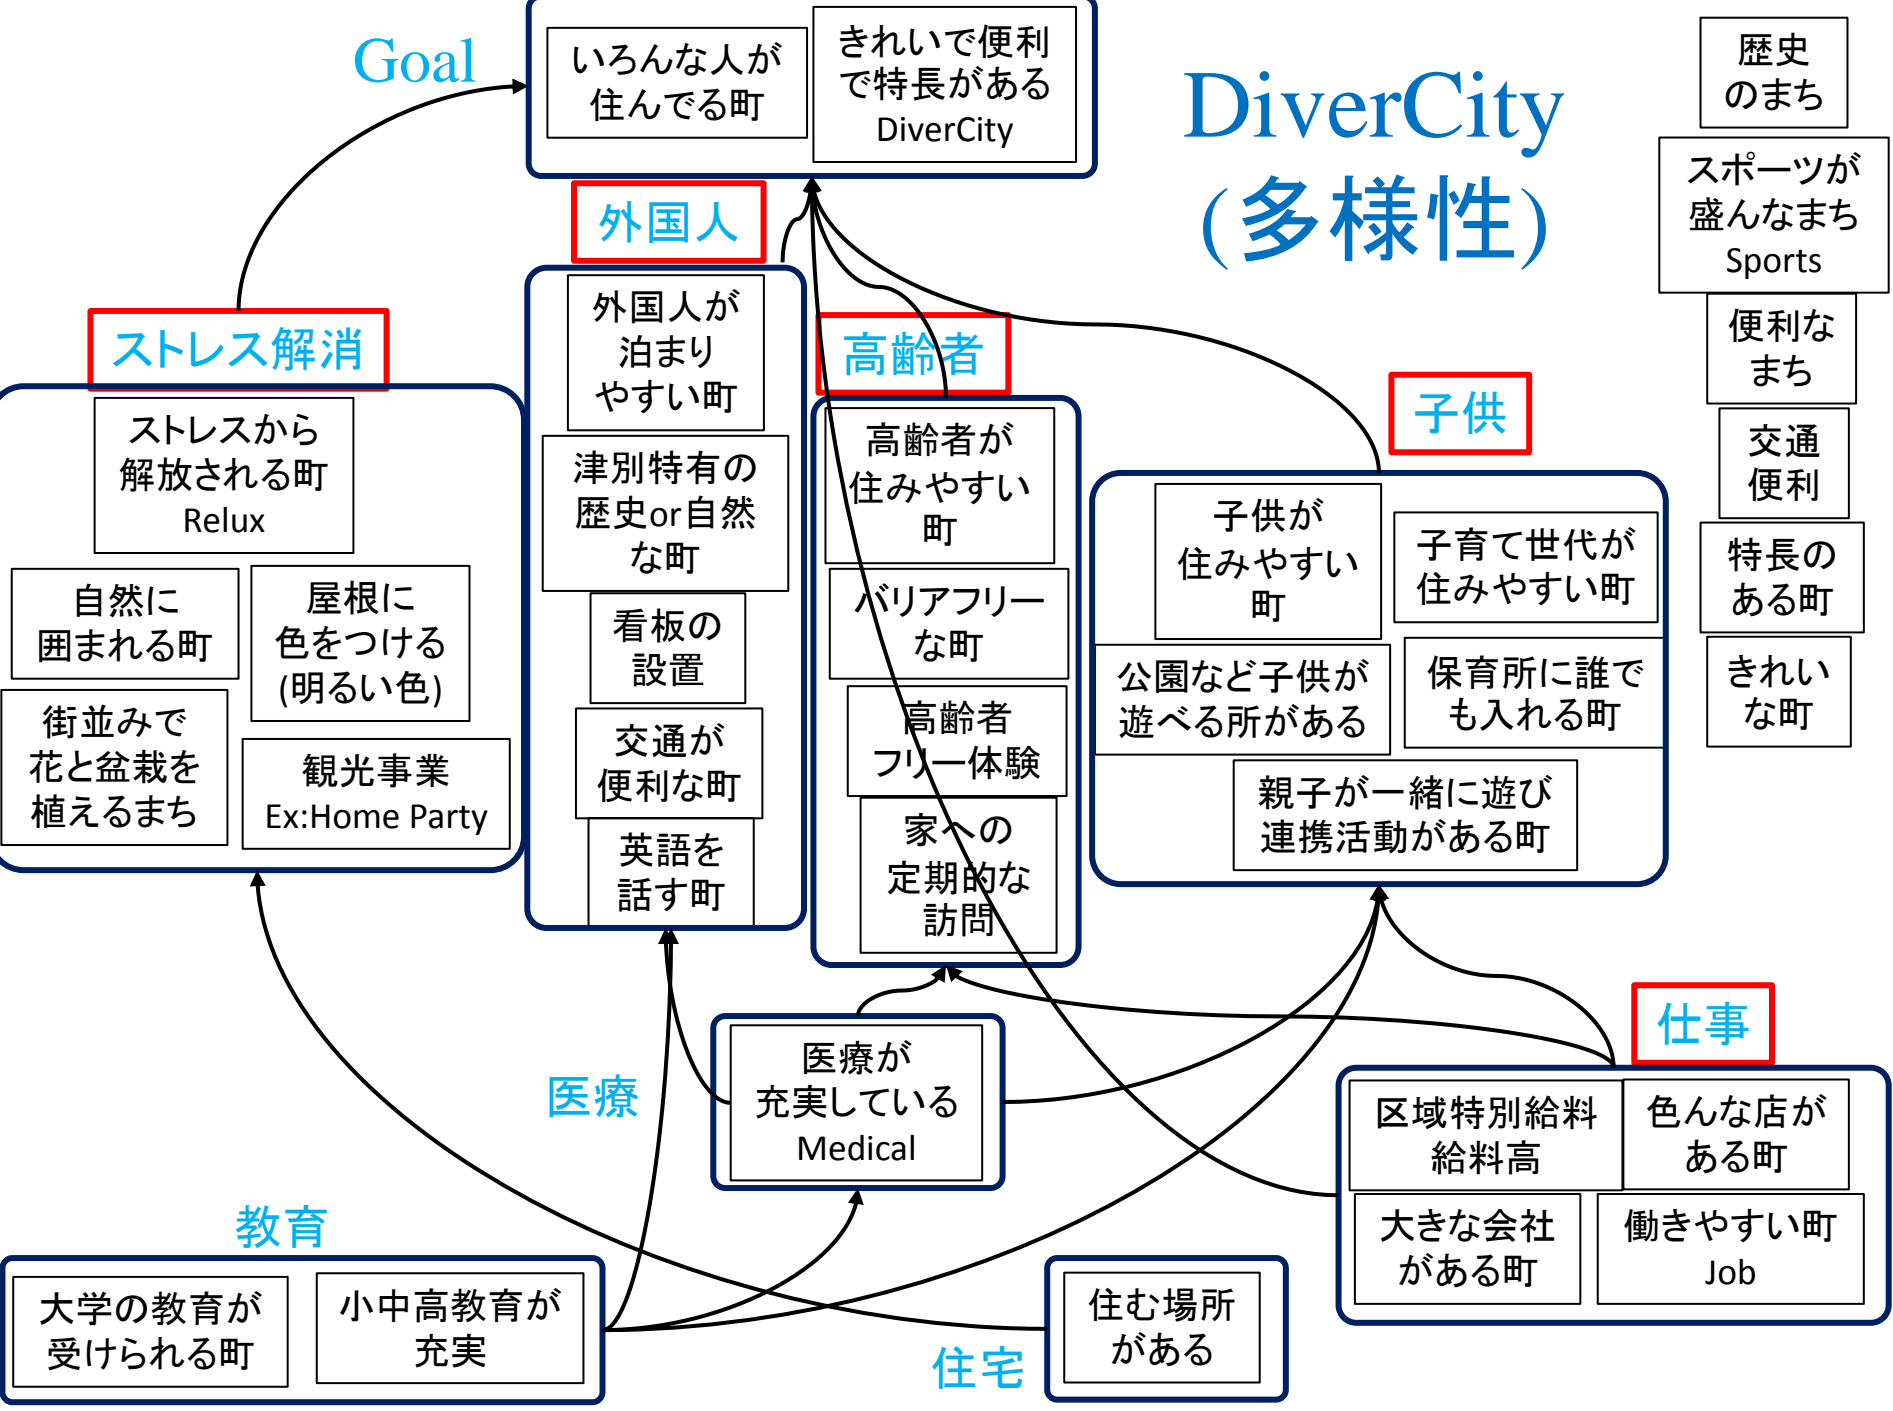 Goal
いろんな人が
住んでる町
きれいで便利
で特長がある
DiverCity
DiverCity
(多様性)
歴史
のまち
スポーツが
盛んなまち
Sports
便利な
まち
交通
便利
特長の
ある町
きれい
な町
ストレス解消
ストレスから
解放される町
Relux
自然に
囲まれる町
屋根に
色をつける
(明るい色)
街並みで
花と盆栽を
植えるまち
観光事業
Ex:Home Party
外国人
外国人が
泊まり
やすい町
津別特有の
歴史or自然
な町
看板の
設置
交通が
便利な町
英語を
話す町
高齢者
高齢者が
住みやすい
町
バリアフリー
な町
高齢者
フリー体験
家への
定期的な
訪問
子供
子供が
住みやすい
町
子育て世代が
住みやすい町
公園など子供が
遊べる所がある
保育所に誰で
も入れる町
親子が一緒に遊び
連携活動がある町
医療
医療が
充実している
Medical
仕事
区域特別給料
給料高
色んな店が
ある町
大きな会社
がある町
働きやすい町
Job
教育
大学の教育が
受けられる町
小中高教育が
充実
住宅
住む場所
がある